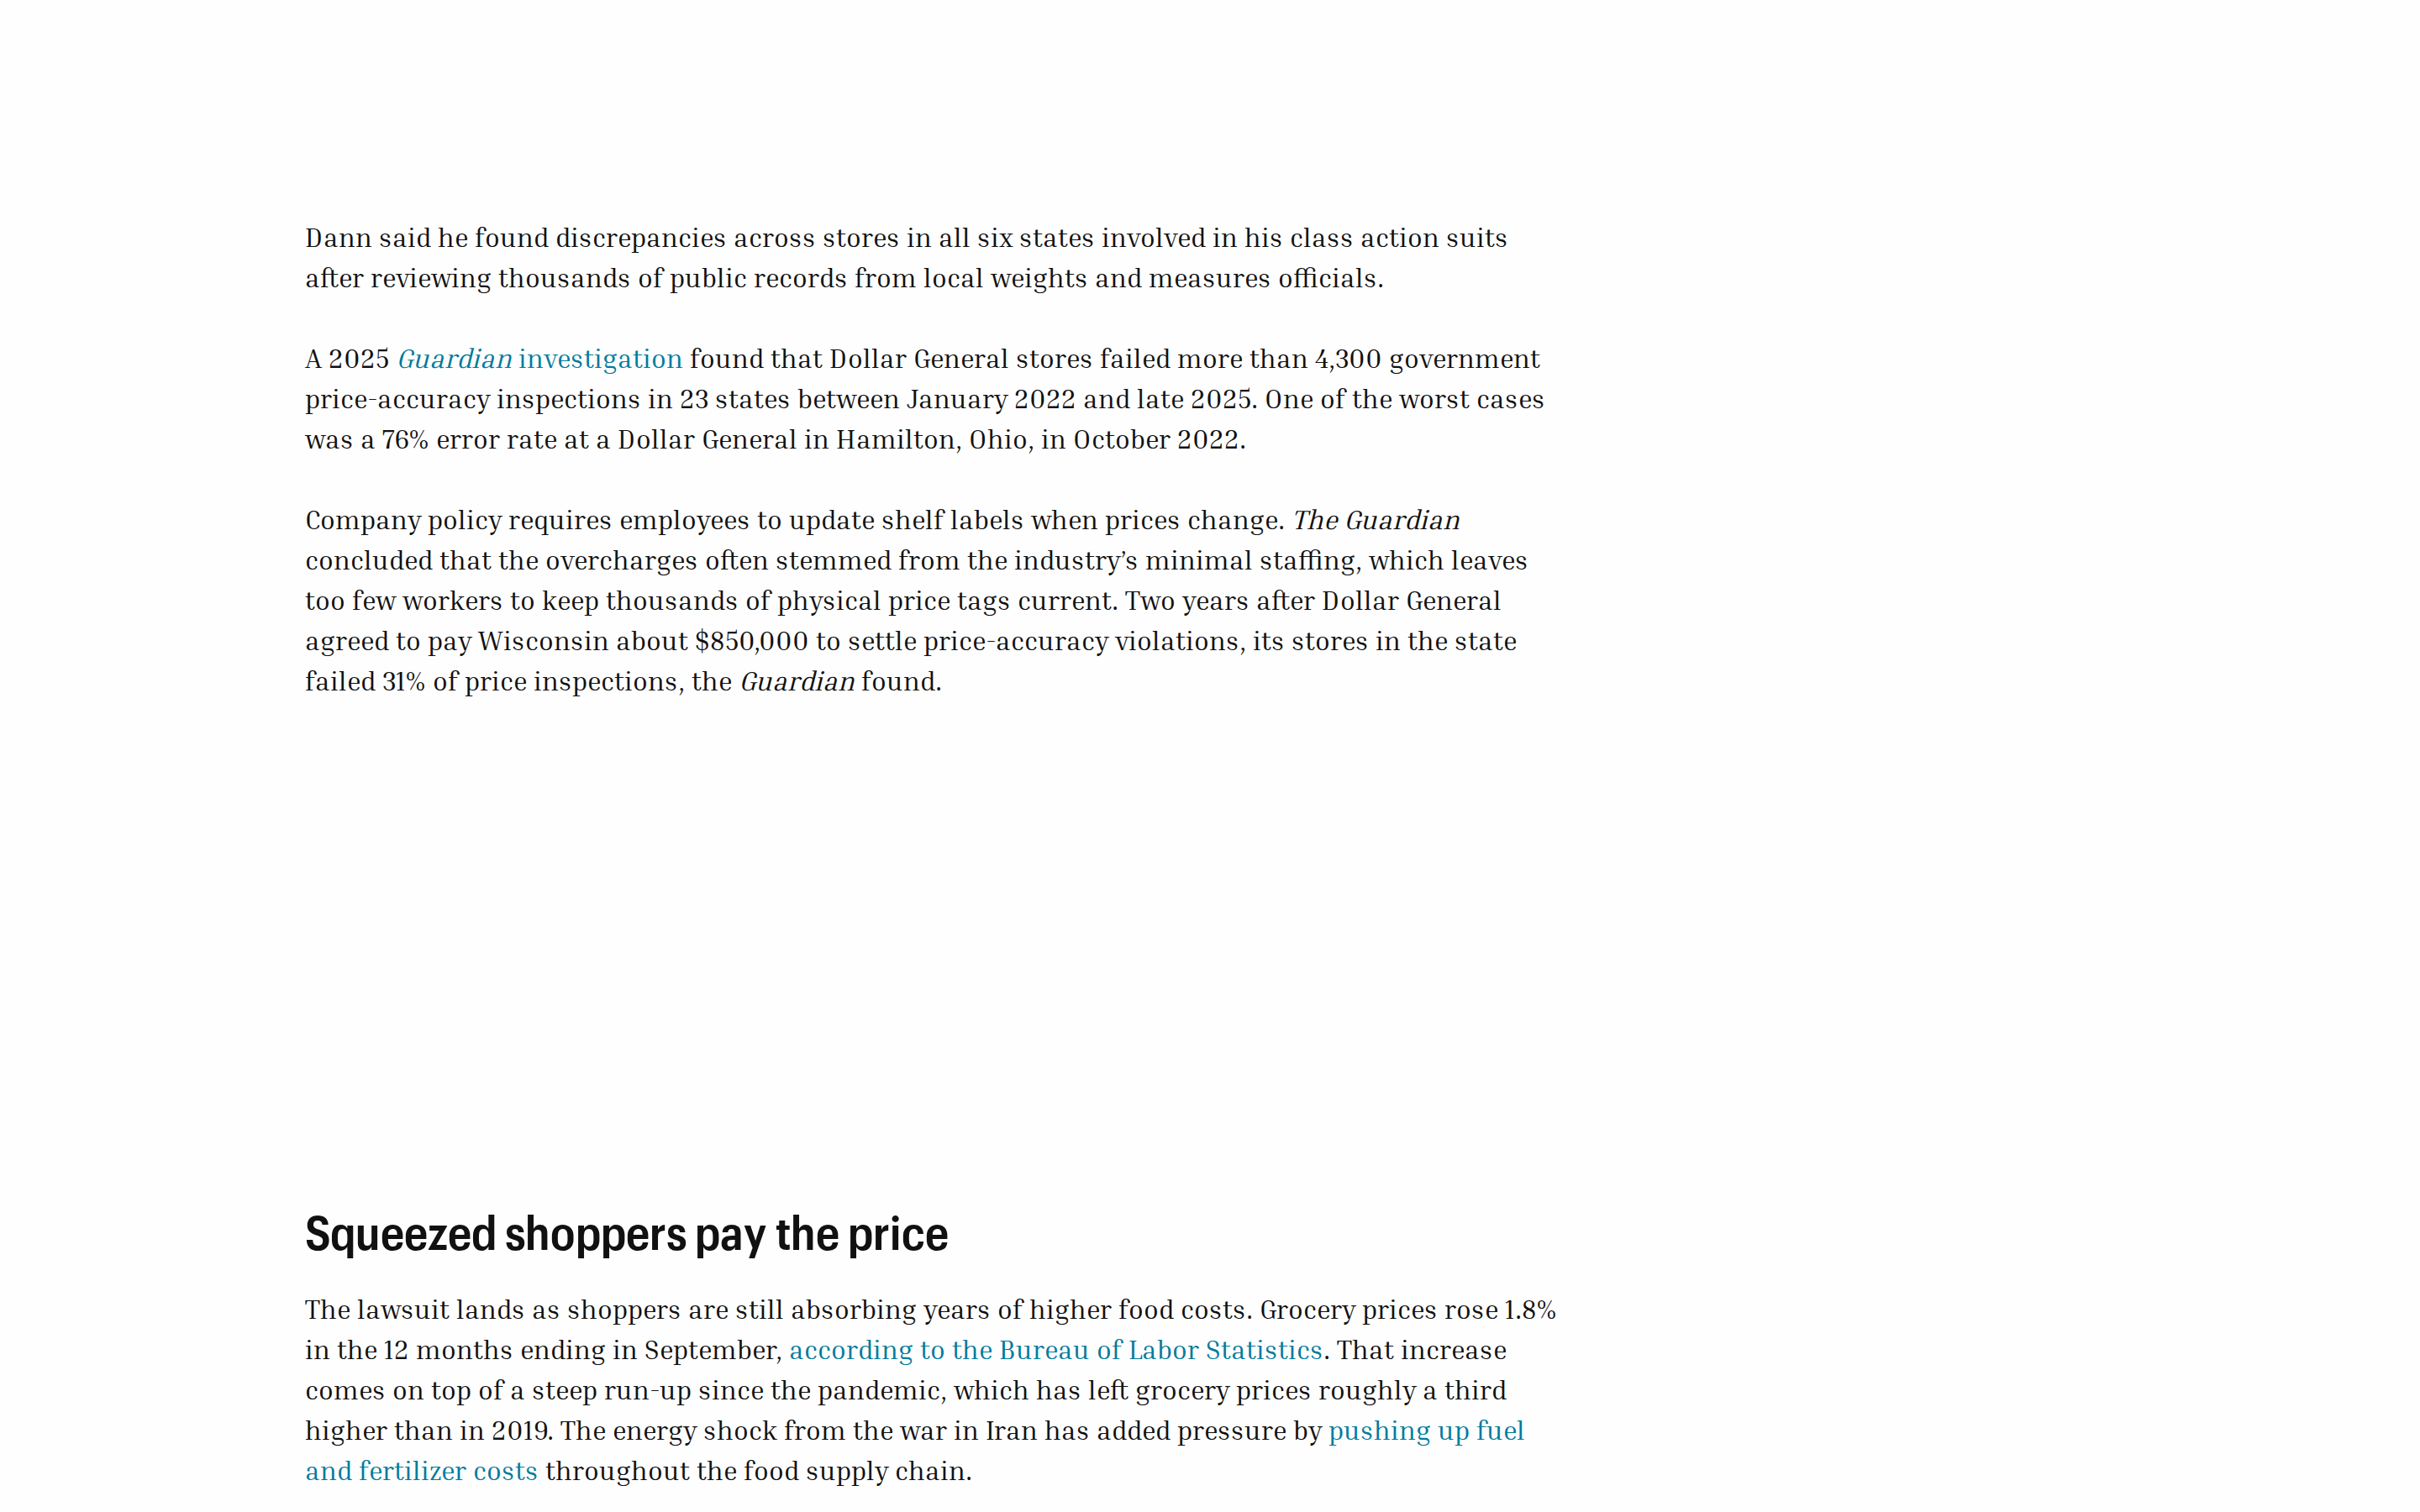 Dann said he found discrepancies across stores in all six states involved in his class action suits
after reviewing thousands of public records from local weights and measures officials.
A 2025 Guardian investigation found that Dollar General stores failed more than 4,300 government
price-accuracy inspections in 23 states between January 2022 and late 2025. One of the worst cases
was a 76% error rate at a Dollar General in Hamilton, Ohio, in October 2022.
Company policy requires employees to update shelf labels when prices change. The Guardian
concluded that the overcharges often stemmed from the industry’s minimal staffing, which leaves
too few workers to keep thousands of physical price tags current. Two years after Dollar General
agreed to pay Wisconsin about $850,000 to settle price-accuracy violations, its stores in the state
failed 31% of price inspections, the Guardian found.
Squeezed shoppers pay the price
The lawsuit lands as shoppers are still absorbing years of higher food costs. Grocery prices rose 1.8%
in the 12 months ending in September, according to the Bureau of Labor Statistics. That increase
comes on top of a steep run-up since the pandemic, which has left grocery prices roughly a third
higher than in 2019. The energy shock from the war in Iran has added pressure by pushing up fuel
and fertilizer costs throughout the food supply chain.